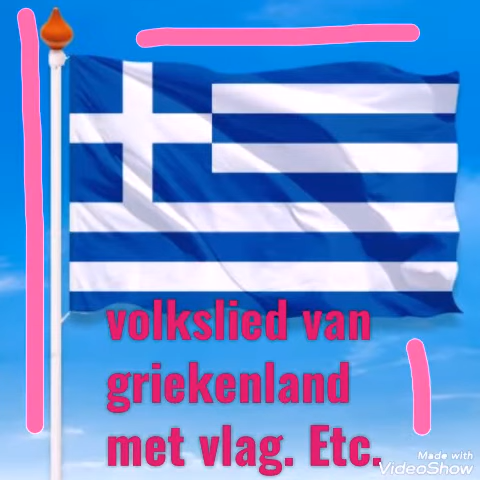 volkslied van
griekenland
met vlag. Etc.
Made with
VideoShow